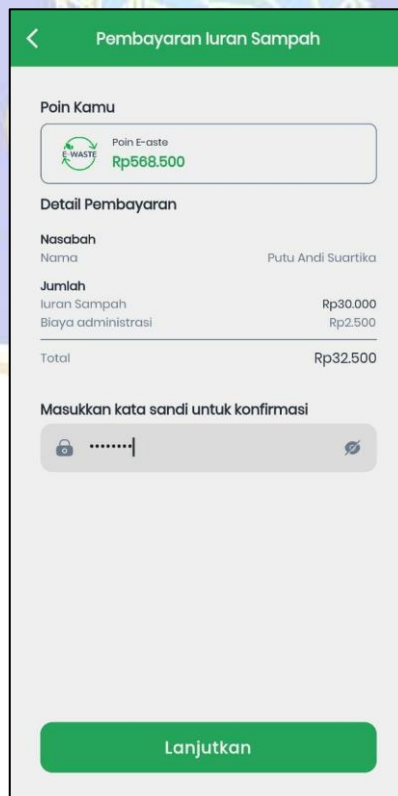 Pembayaran Iuran Sampah
Poin Kamu
E-WASTE
Poin E-aste
Rp568.500
Detail Pembayaran
Nasabah
Nama Putu Andi Suartika
Jumlah
Iuran Sampah Rp30.000
Biaya administrasi Rp2.500
Total Rp32.500
Masukkan kata sandi untuk konfirmasi
••••••••
Lanjutkan